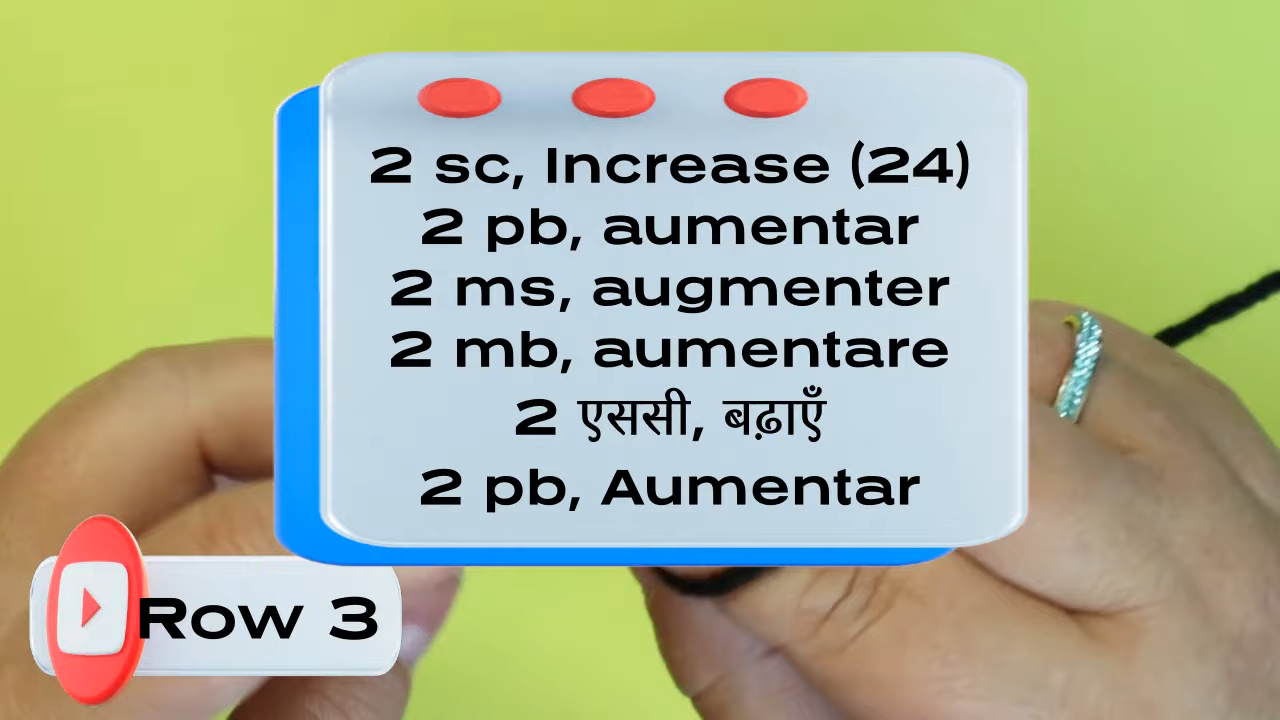 2 sc, Increase (24)
2 pb, aumentar
2 ms, augmenter
2 mb, aumentare
2 एससी, बढ़ाएँ
2 pb, Aumentar
Row 3